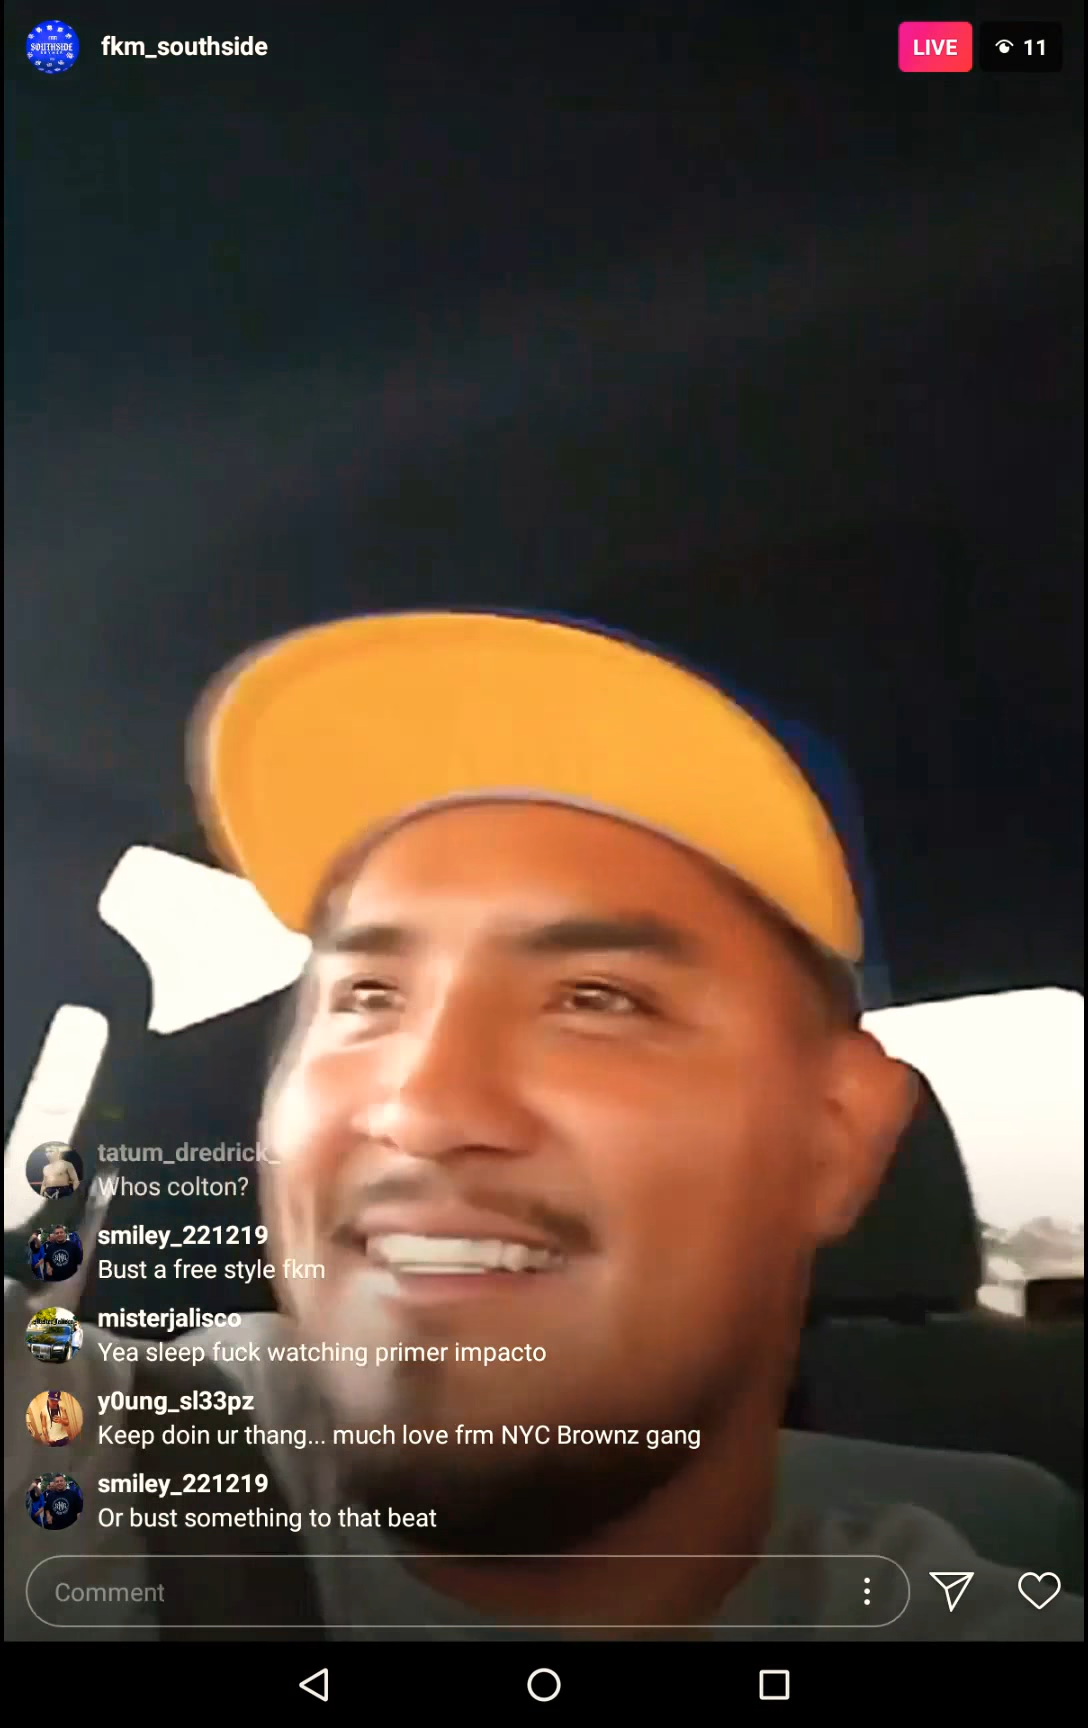 fkm_southside
LIVE
11
SOUTHSIDE
tatum_dredrick_
Whos colton?
smiley_221219
Bust a free style fkm
misterjalisco
Yea sleep fuck watching primer impacto
y0ung_sl33pz
Keep doin ur thang... much love frm NYC Brownz gang
smiley_221219
Or bust something to that beat
Comment